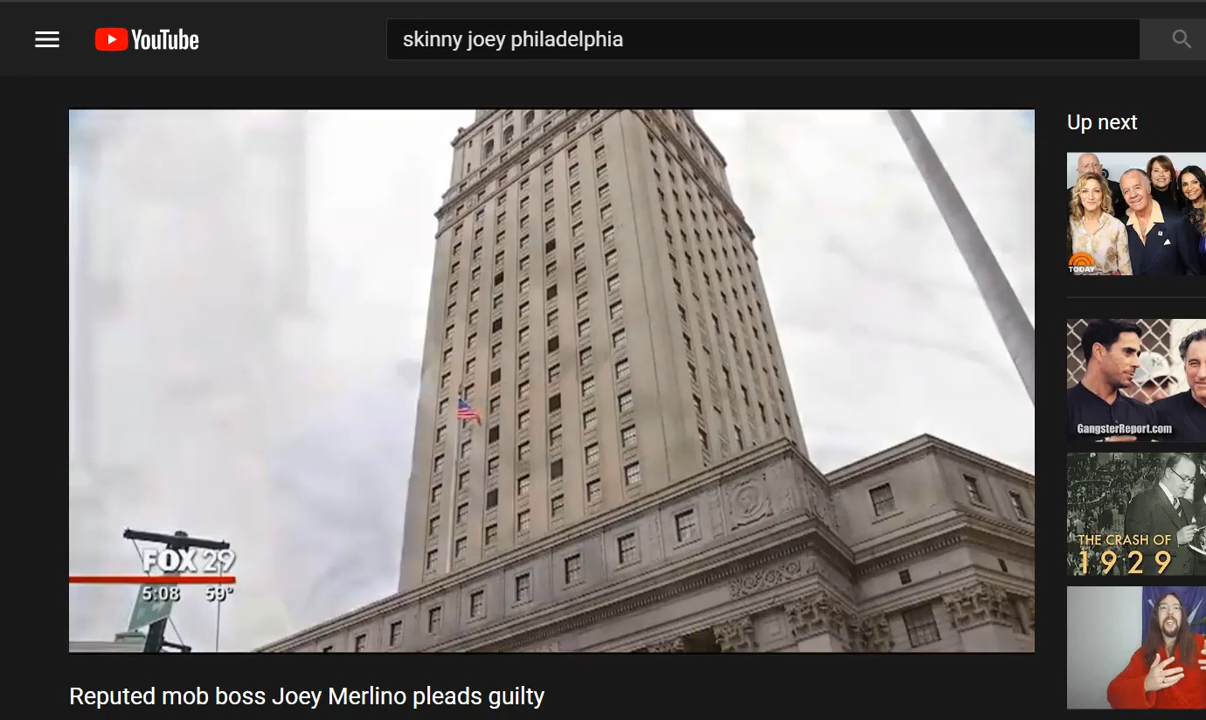 YouTube
skinny joey philadelphia
Up next
TODAY
GangsterReport.com
FOX 29
5:08 59°
THE CRASH OF
1929
Reputed mob boss Joey Merlino pleads guilty